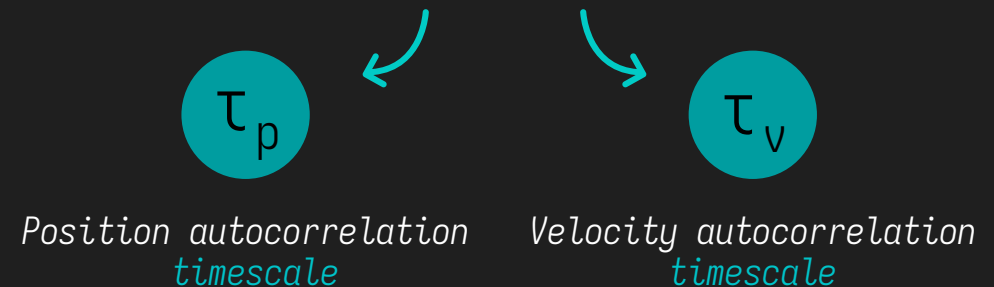 τp
τv
Position autocorrelation
timescale
Velocity autocorrelation
timescale